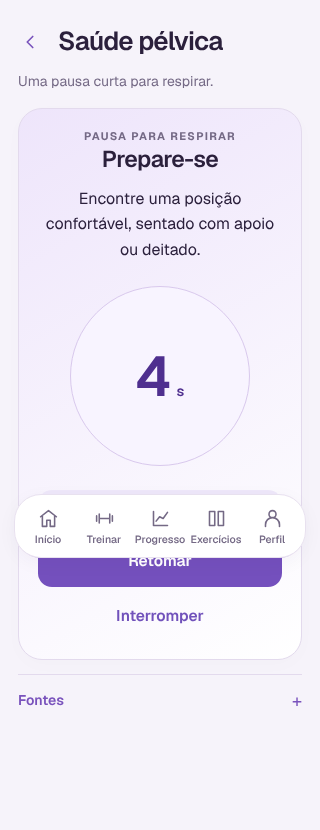 Saúde pélvica
Uma pausa curta para respirar.
PAUSA PARA RESPIRAR
Prepare-se
Encontre uma posição
confortável, sentado com apoio
ou deitado.
4 s
Início Treinar Progresso Exercícios Perfil
Retomar
Interromper
Fontes +